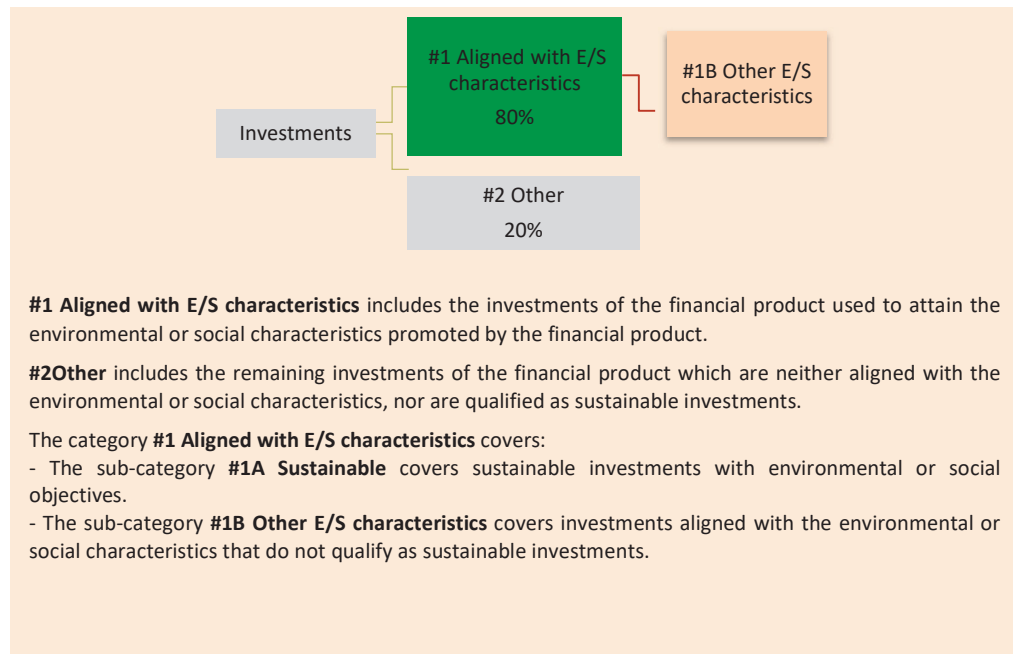 #1 Aligned with E/S
characteristics
80%
#1B Other E/S
characteristics
Investments
#2 Other
20%
#1 Aligned with E/S characteristics includes the investments of the financial product used to attain the
environmental or social characteristics promoted by the financial product.
#2Other includes the remaining investments of the financial product which are neither aligned with the
environmental or social characteristics, nor are qualified as sustainable investments.
The category #1 Aligned with E/S characteristics covers:
- The sub-category #1A Sustainable covers sustainable investments with environmental or social
objectives.
- The sub-category #1B Other E/S characteristics covers investments aligned with the environmental or
social characteristics that do not qualify as sustainable investments.